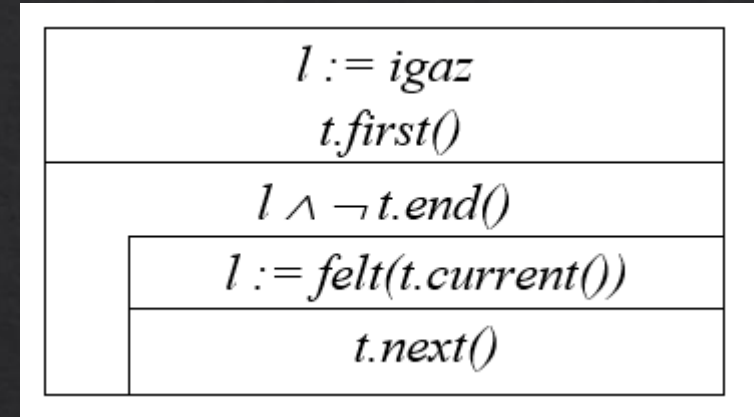 l := igaz
t.first()
l ∧ ¬ t.end()
l := felt(t.current())
t.next()